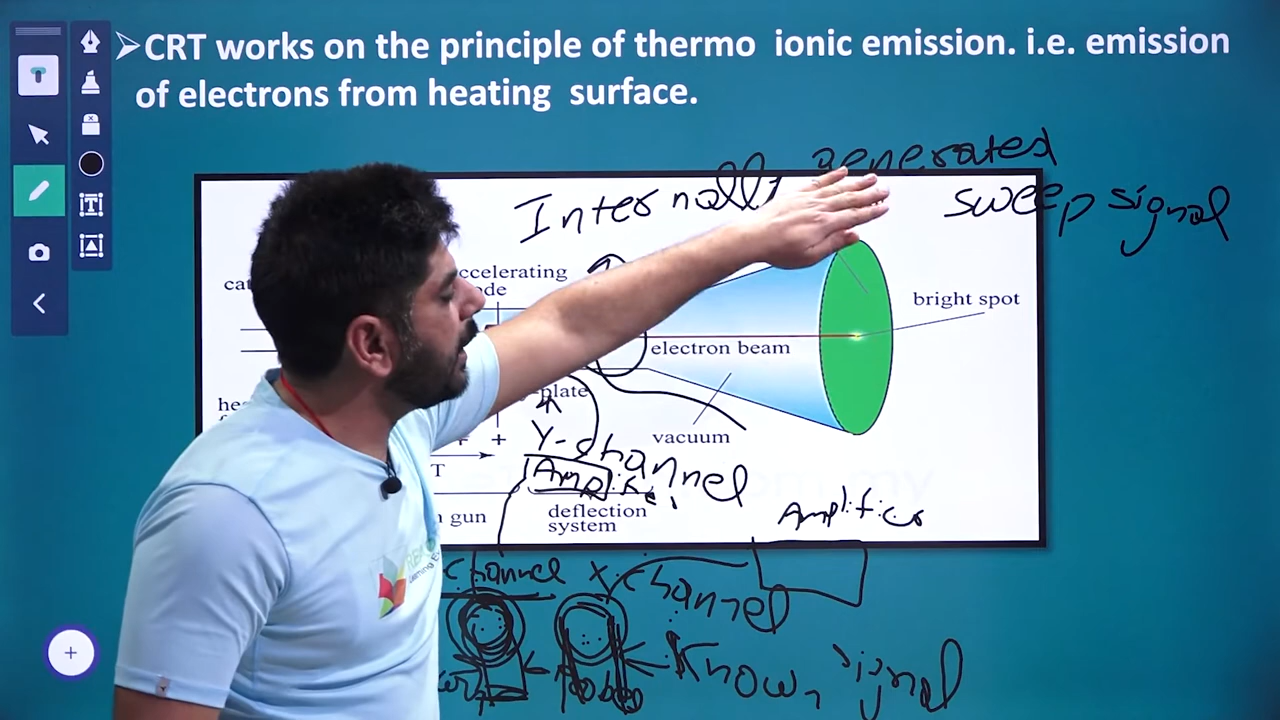 ➢CRT works on the principle of thermo ionic emission. i.e. emission
of electrons from heating surface.
generated
Internally
sweep signal
ccelerating
bright spot
electron beam
plate
vacuum
Y-channel
T
Amplifier
gun
deflection
system
Amplifier
channel X channel
Known signal